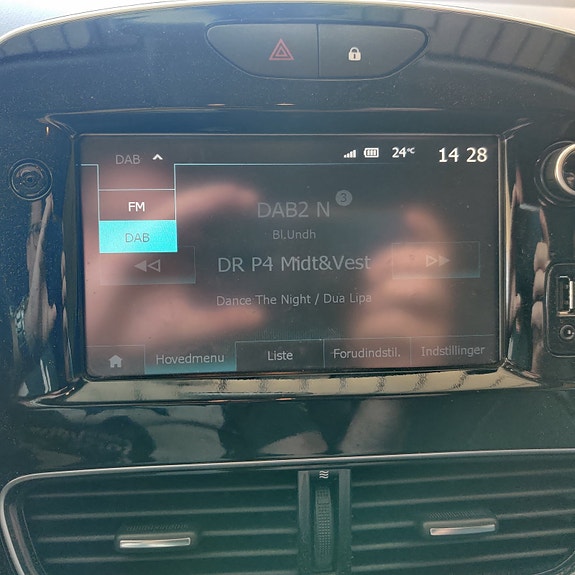 DAB 24°C 14 28
FM
DAB
DAB2 N 3
Bl.Undh
DR P4 Midt&Vest
Dance The Night / Dua Lipa
Hovedmenu Liste Forudindstil. Indstillinger